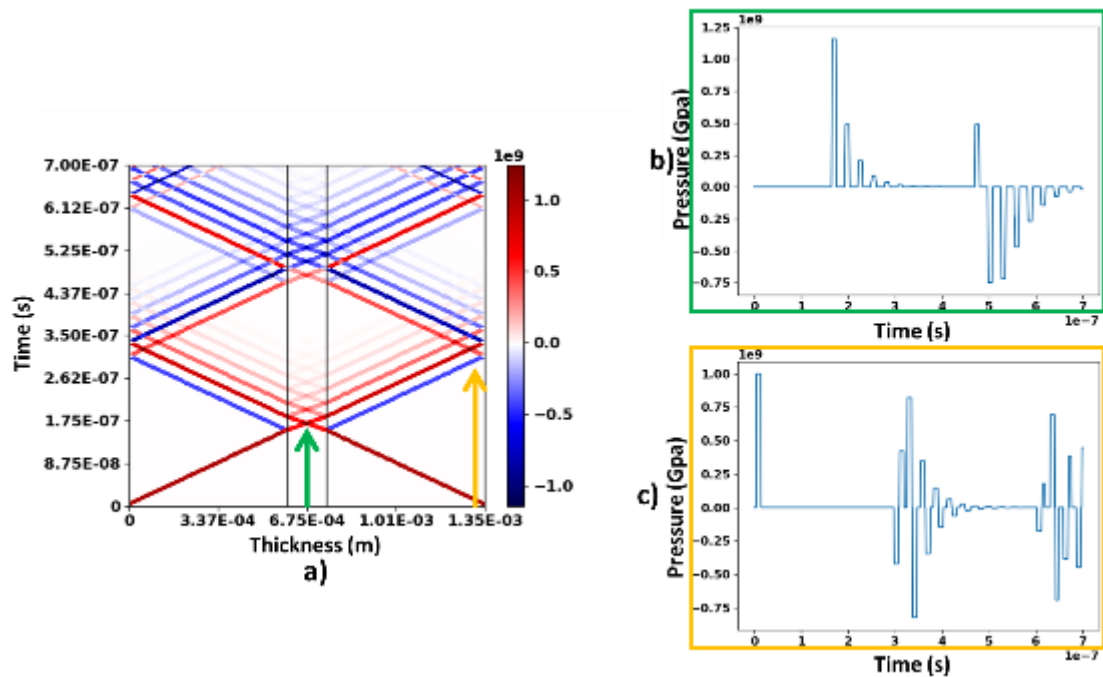 1e9
7.00E-07
6.12E-07
5.25E-07
4.37E-07
3.50E-07
2.62E-07
1.75E-07
8.75E-08
0
Time (s)
0 3.37E-04 6.75E-04 1.01E-03 1.35E-03
Thickness (m)
a)
1.0
0.5
0.0
−0.5
−1.0
b)
1e9
1.25
1.00
0.75
0.50
0.25
0.00
−0.25
−0.50
−0.75
Pressure (Gpa)
0 1 2 3 4 5 6 7
1e−7
Time (s)
c)
1e9
1.00
0.75
0.50
0.25
0.00
−0.25
−0.50
−0.75
Pressure (Gpa)
0 1 2 3 4 5 6 7
1e−7
Time (s)